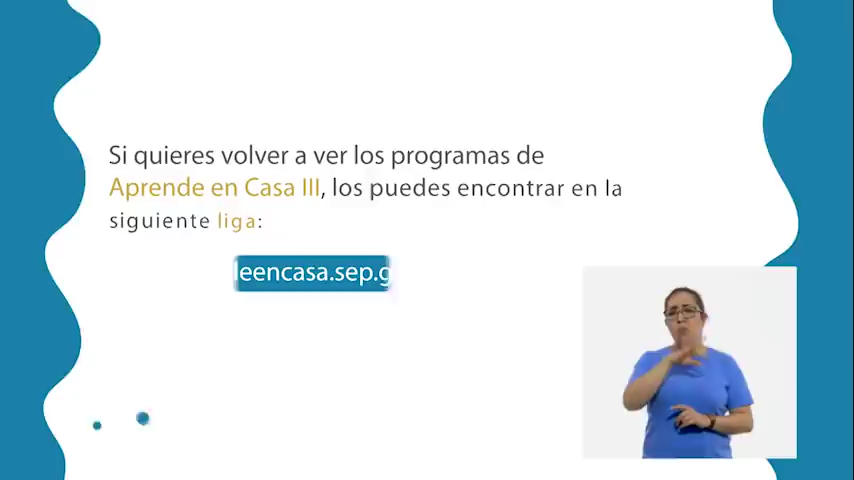 Si quieres volver a ver los programas de
Aprende en Casa III, los puedes encontrar en la
siguiente liga:
leencasa.sep.g